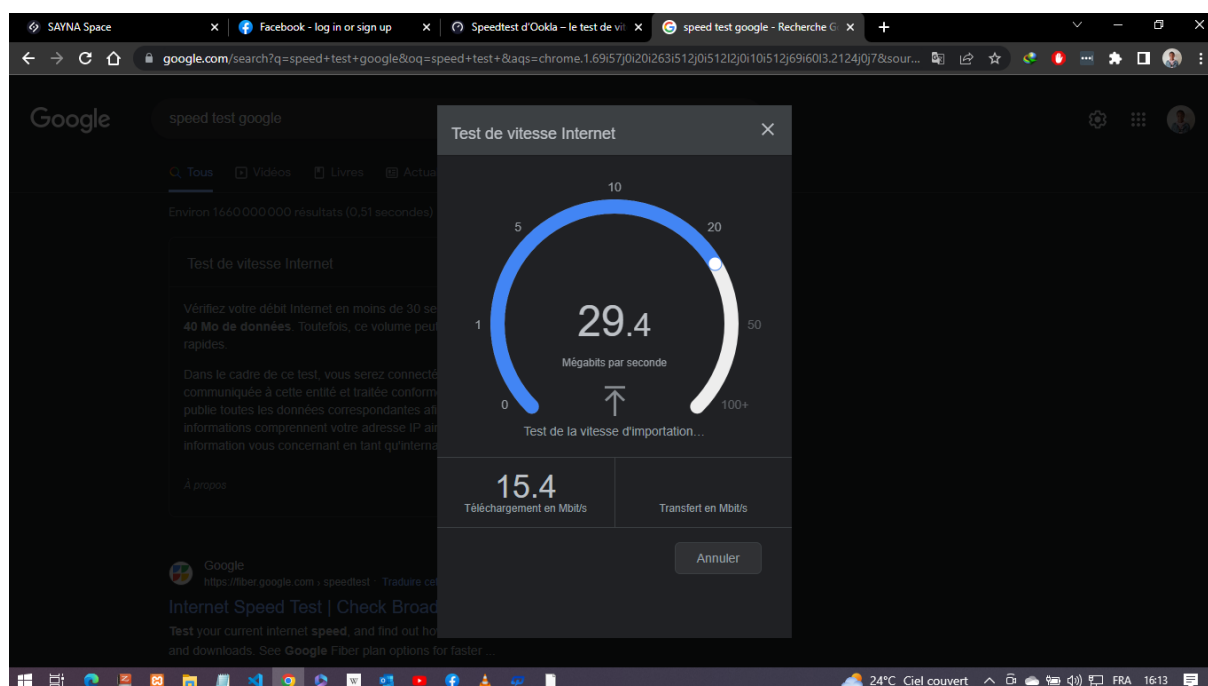 SAYNA Space
Facebook - log in or sign up
Speedtest d'Ookla – le test de vit
speed test google - Recherche G
google.com/search?q=speed+test+google&oq=speed+test+&aqs=chrome.1.69i57j0i20i263i512j0i512l2j0i10i512j69i60l3.2124j0j7&sour...
Google
speed test google
Tous Vidéos Livres Actua
Environ 1 660 000 000 résultats (0,51 secondes)
Test de vitesse Internet
Vérifiez votre débit Internet en moins de 30 se
40 Mo de données. Toutefois, ce volume peut
rapides.
Dans le cadre de ce test, vous serez connecté
communiquée à cette entité et traitée conform
publie toutes les données correspondantes afi
informations comprennent votre adresse IP ain
information vous concernant en tant qu'interna
À propos
Google
https://fiber.google.com › speedtest · Traduire cet
Internet Speed Test | Check Broad
Test your current internet speed, and find out ho
and downloads. See Google Fiber plan options for faster ...
Test de vitesse Internet
0
1
5
10
20
50
100+
29.4
Mégabits par seconde
Test de la vitesse d'importation...
15.4
Téléchargement en Mbit/s
Transfert en Mbit/s
Annuler
24°C Ciel couvert
FRA 16:13